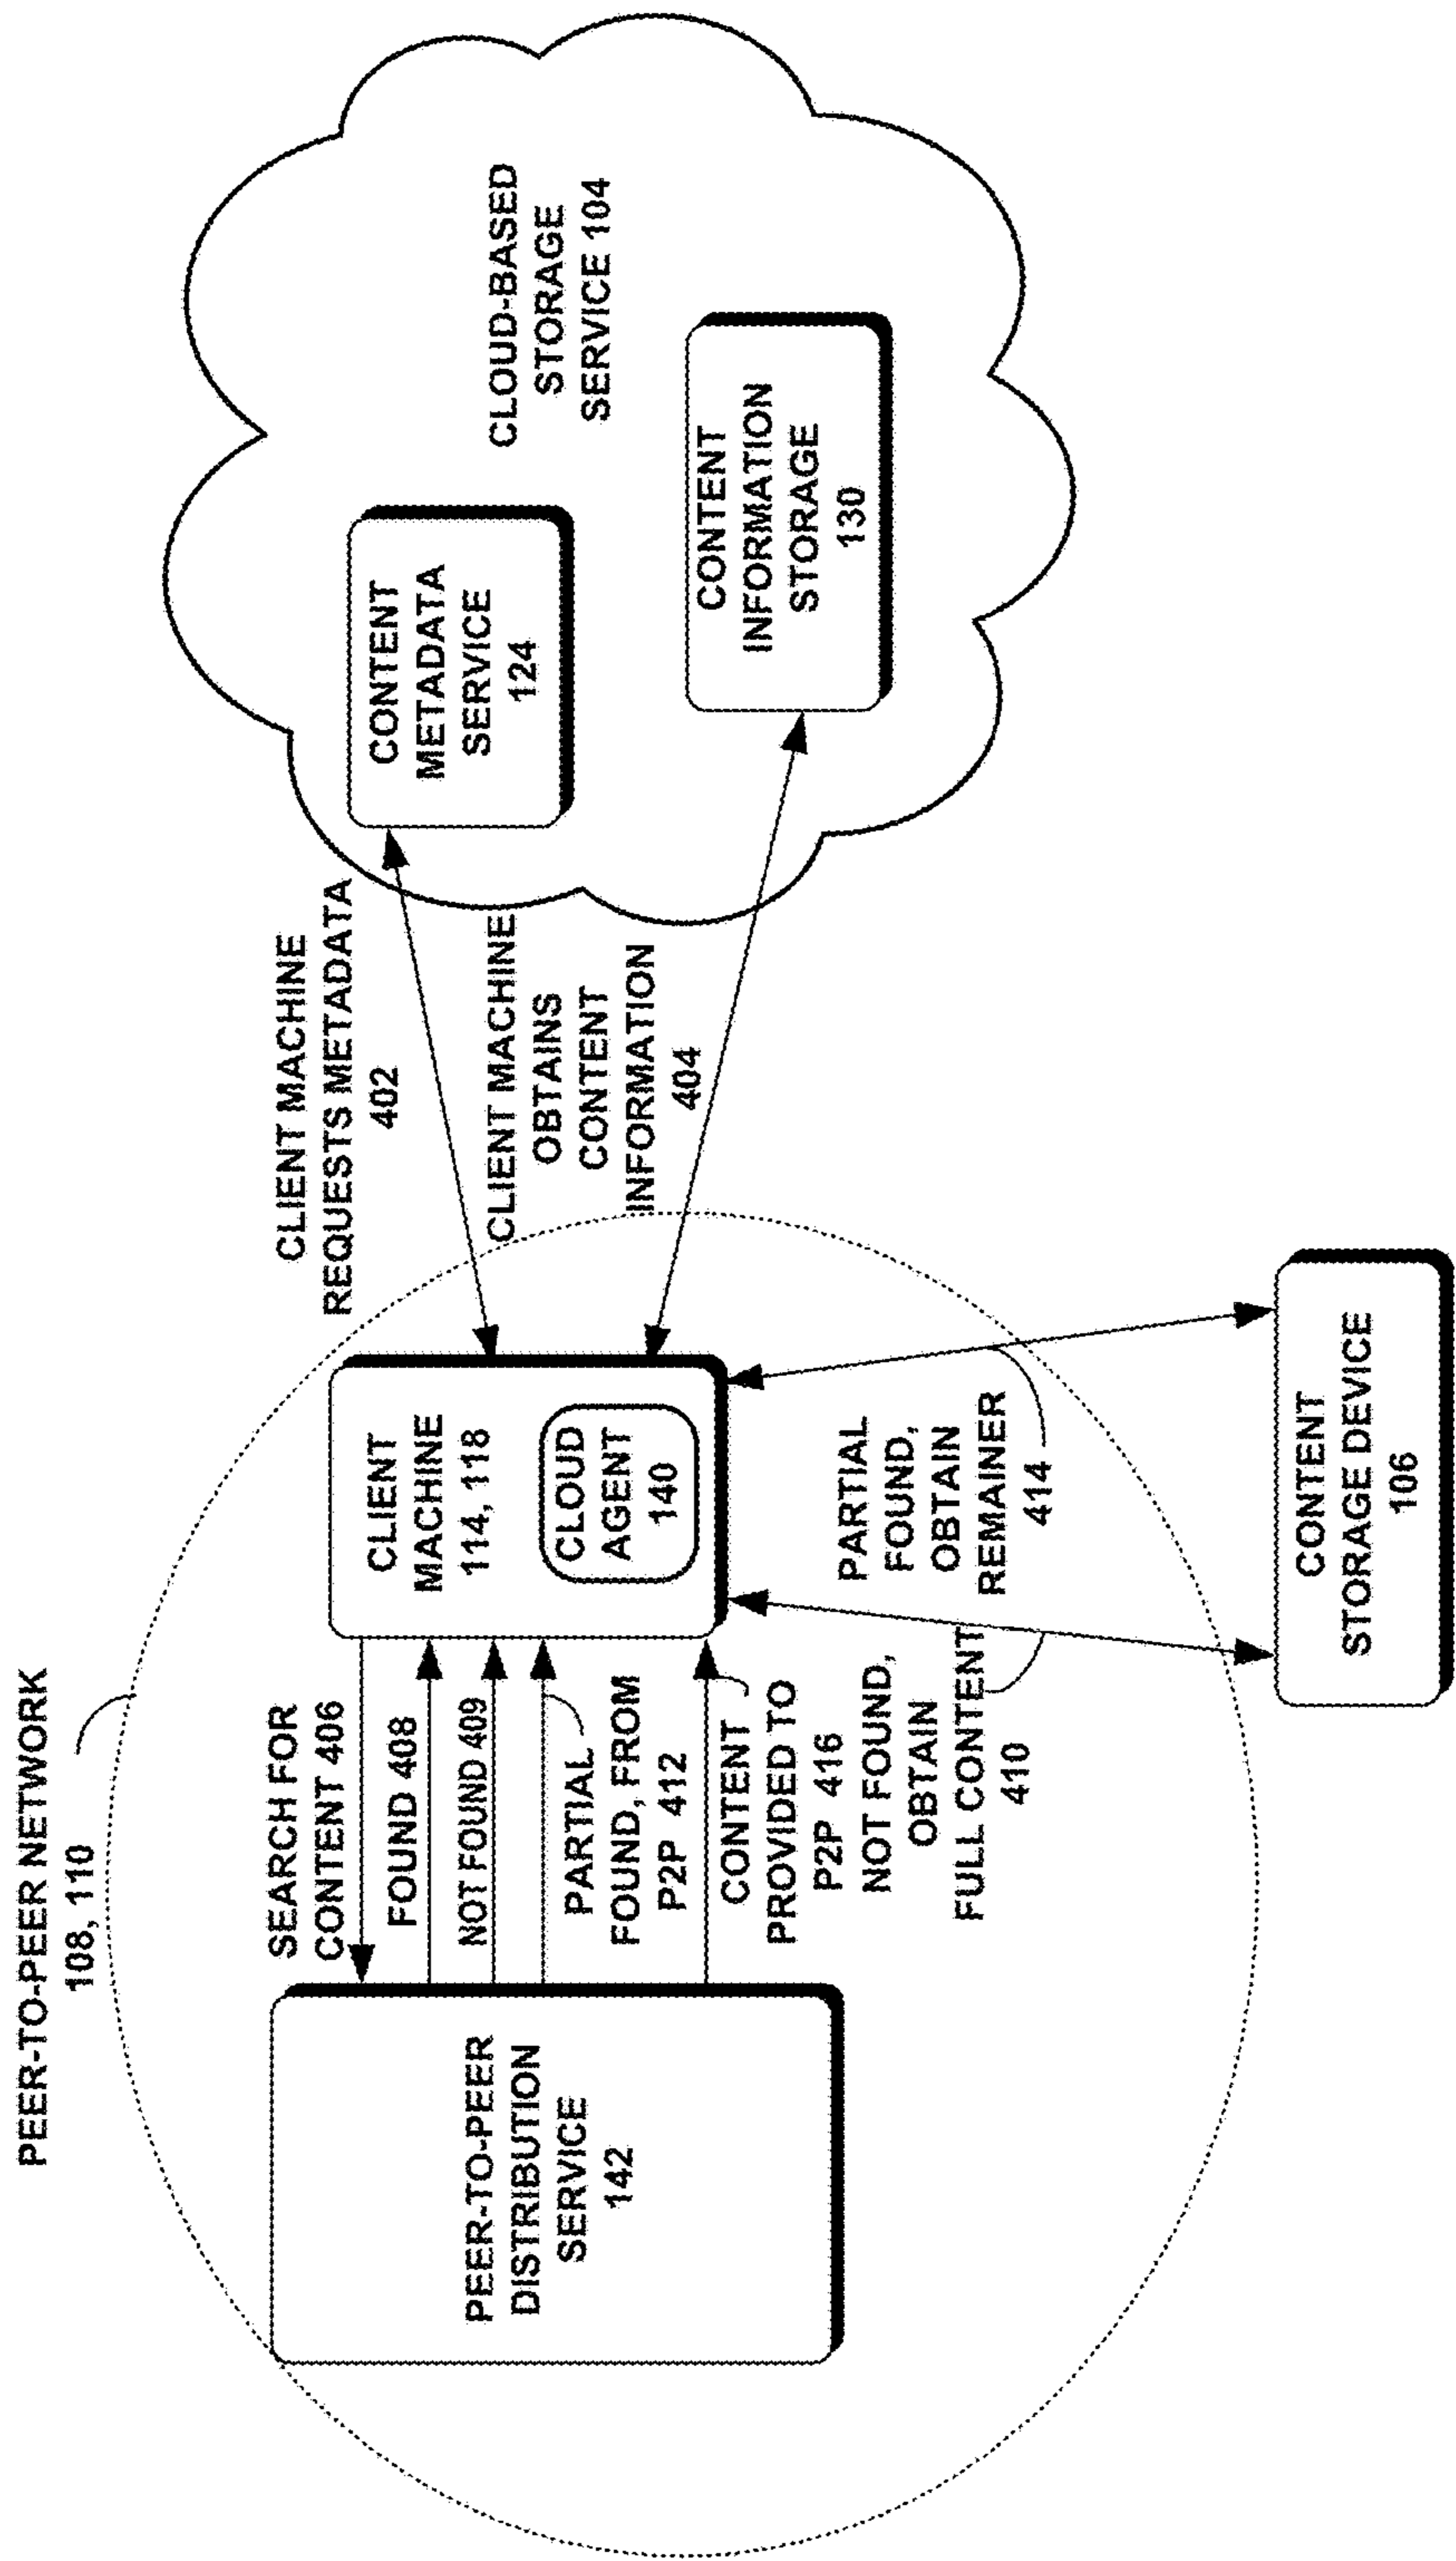 PEER-TO-PEER NETWORK
108, 110
PEER-TO-PEER
DISTRIBUTION
SERVICE
142
SEARCH FOR
CONTENT 406
FOUND 408
NOT FOUND 409
PARTIAL
FOUND, FROM
P2P 412
CONTENT
PROVIDED TO
P2P 416
NOT FOUND,
OBTAIN
FULL CONTENT
410
CLIENT
MACHINE
114, 118
CLOUD
AGENT
140
PARTIAL
FOUND,
OBTAIN
REMAINER
414
CONTENT
STORAGE DEVICE
106
CLIENT MACHINE
REQUESTS METADATA
402
CLIENT MACHINE
OBTAINS
CONTENT
INFORMATION
404
CONTENT
METADATA
SERVICE
124
CLOUD-BASED
STORAGE
SERVICE 104
CONTENT
INFORMATION
STORAGE
130